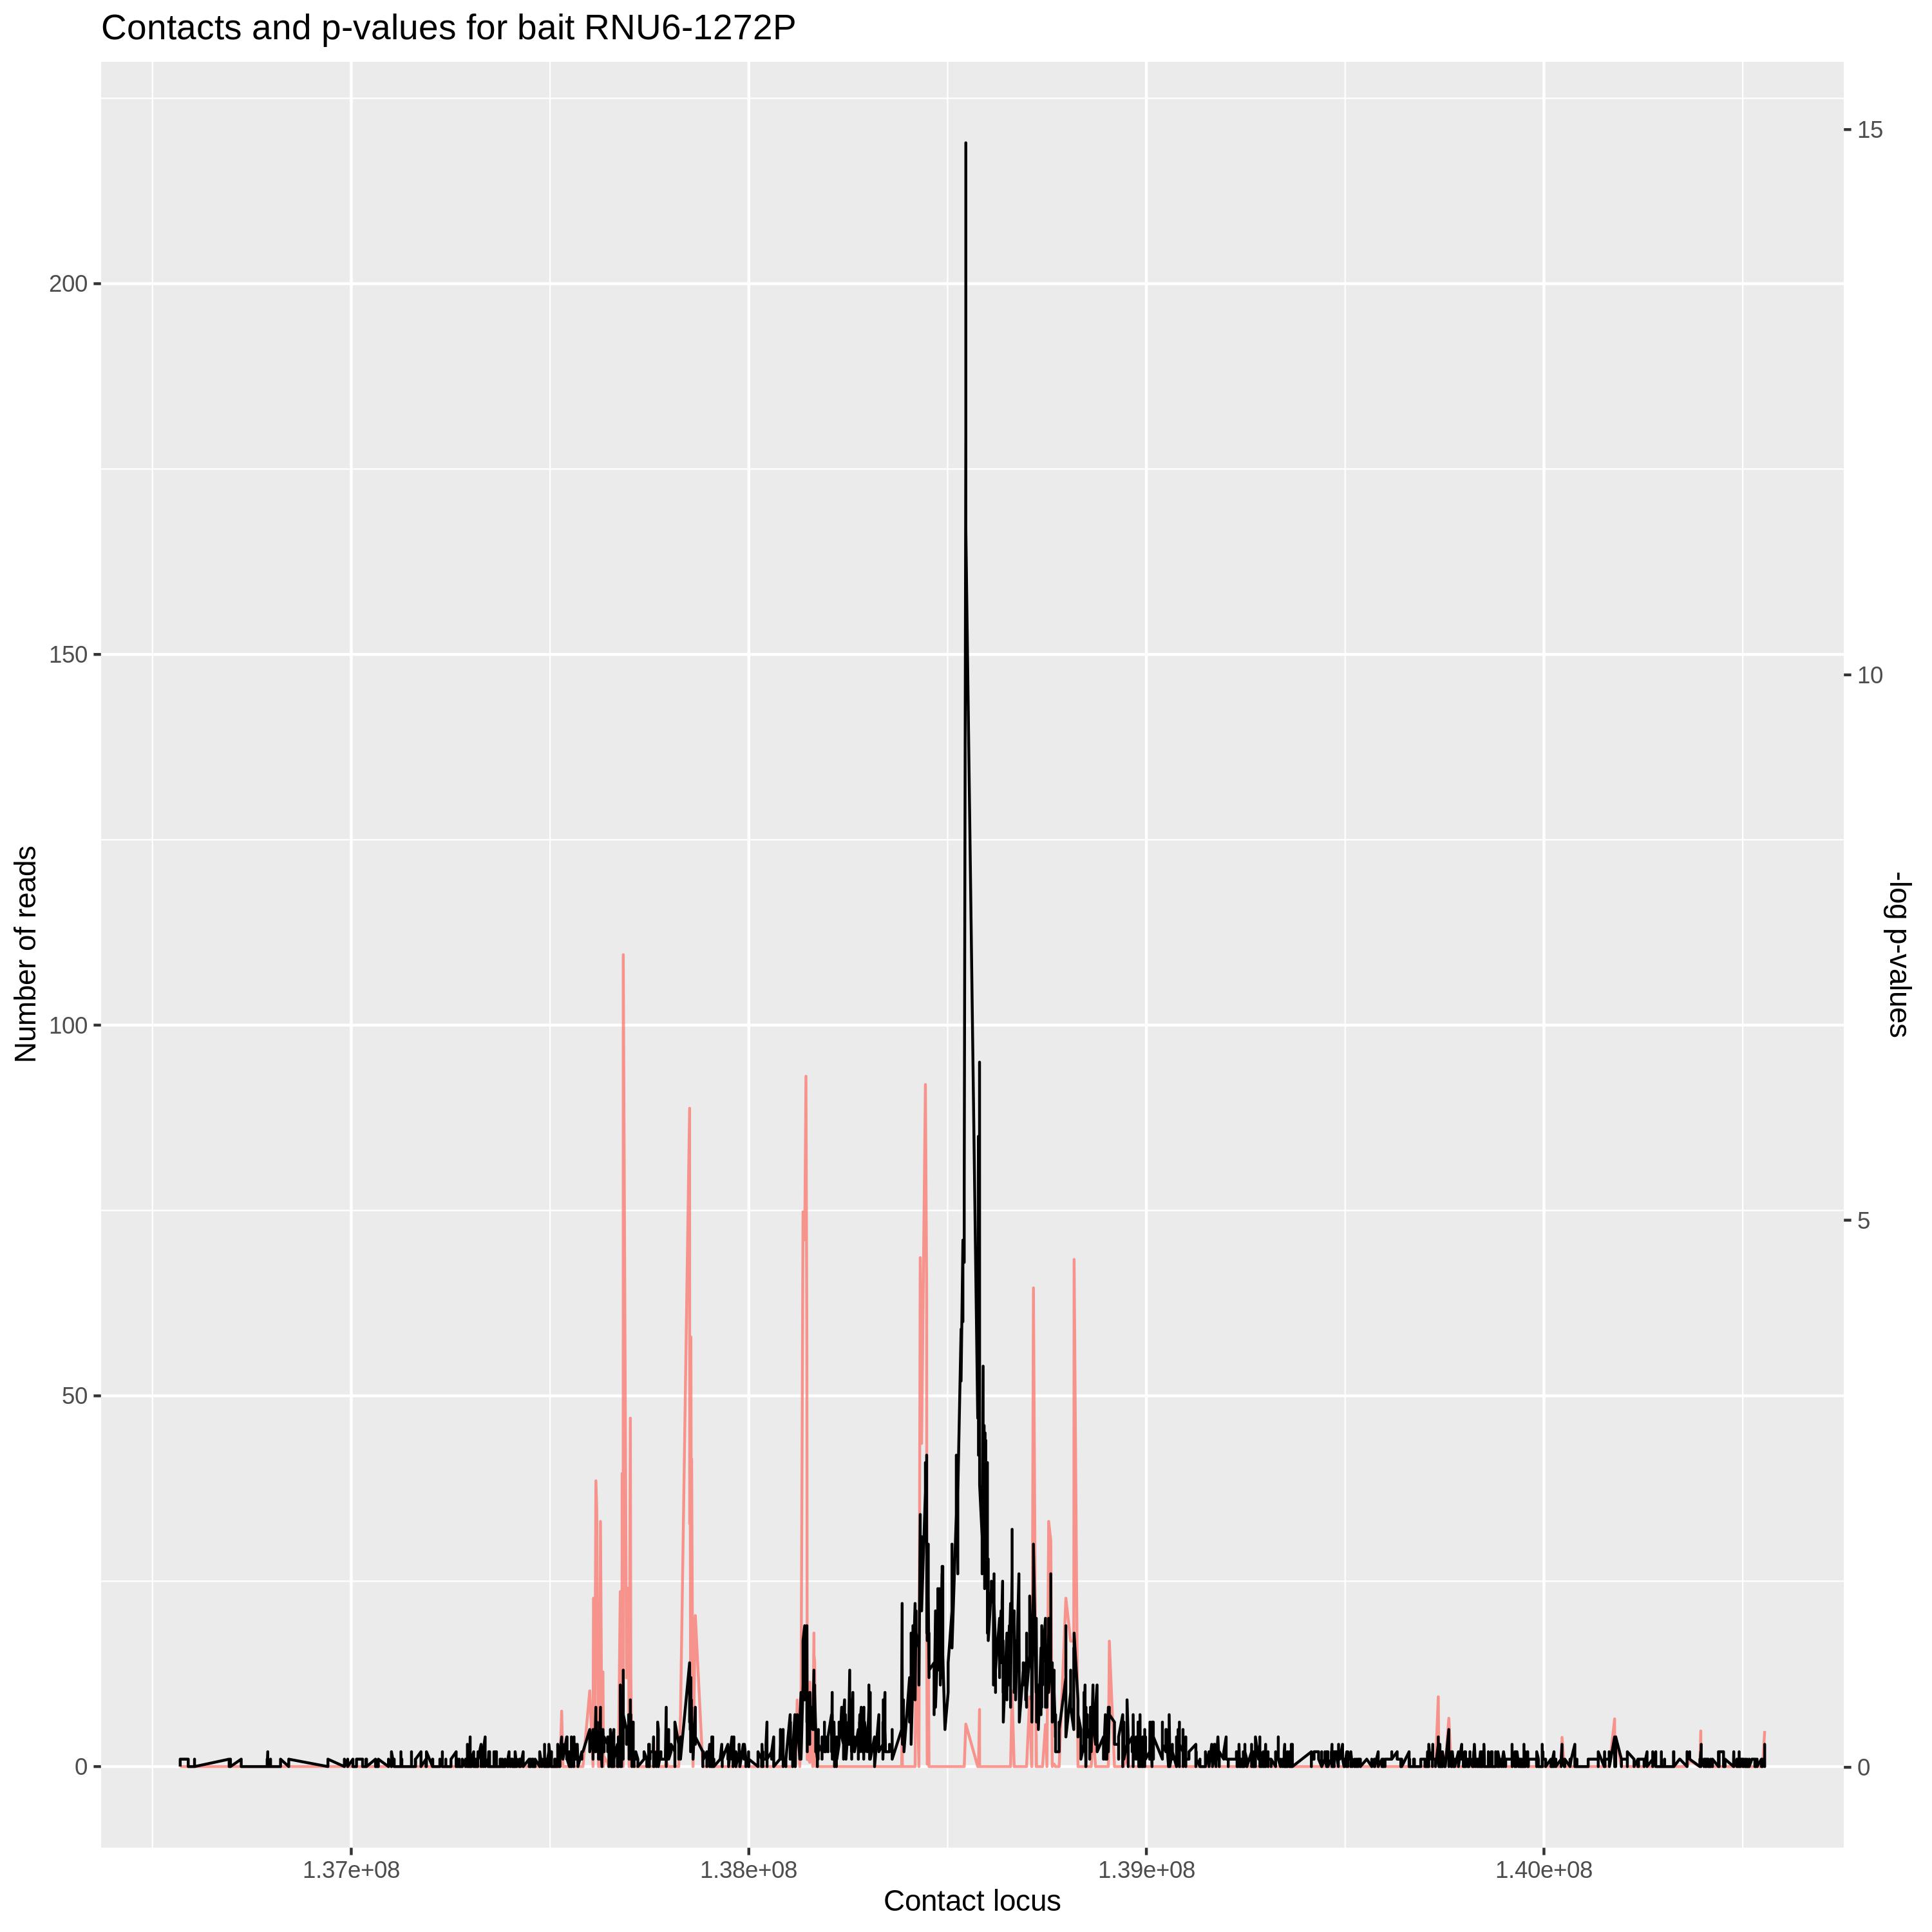 Contacts and p-values for bait RNU6-1272P
Number of reads
200
150
100
50
0
15
10
5
0
-log p-values
1.37e+08
1.38e+08
1.39e+08
1.40e+08
Contact locus